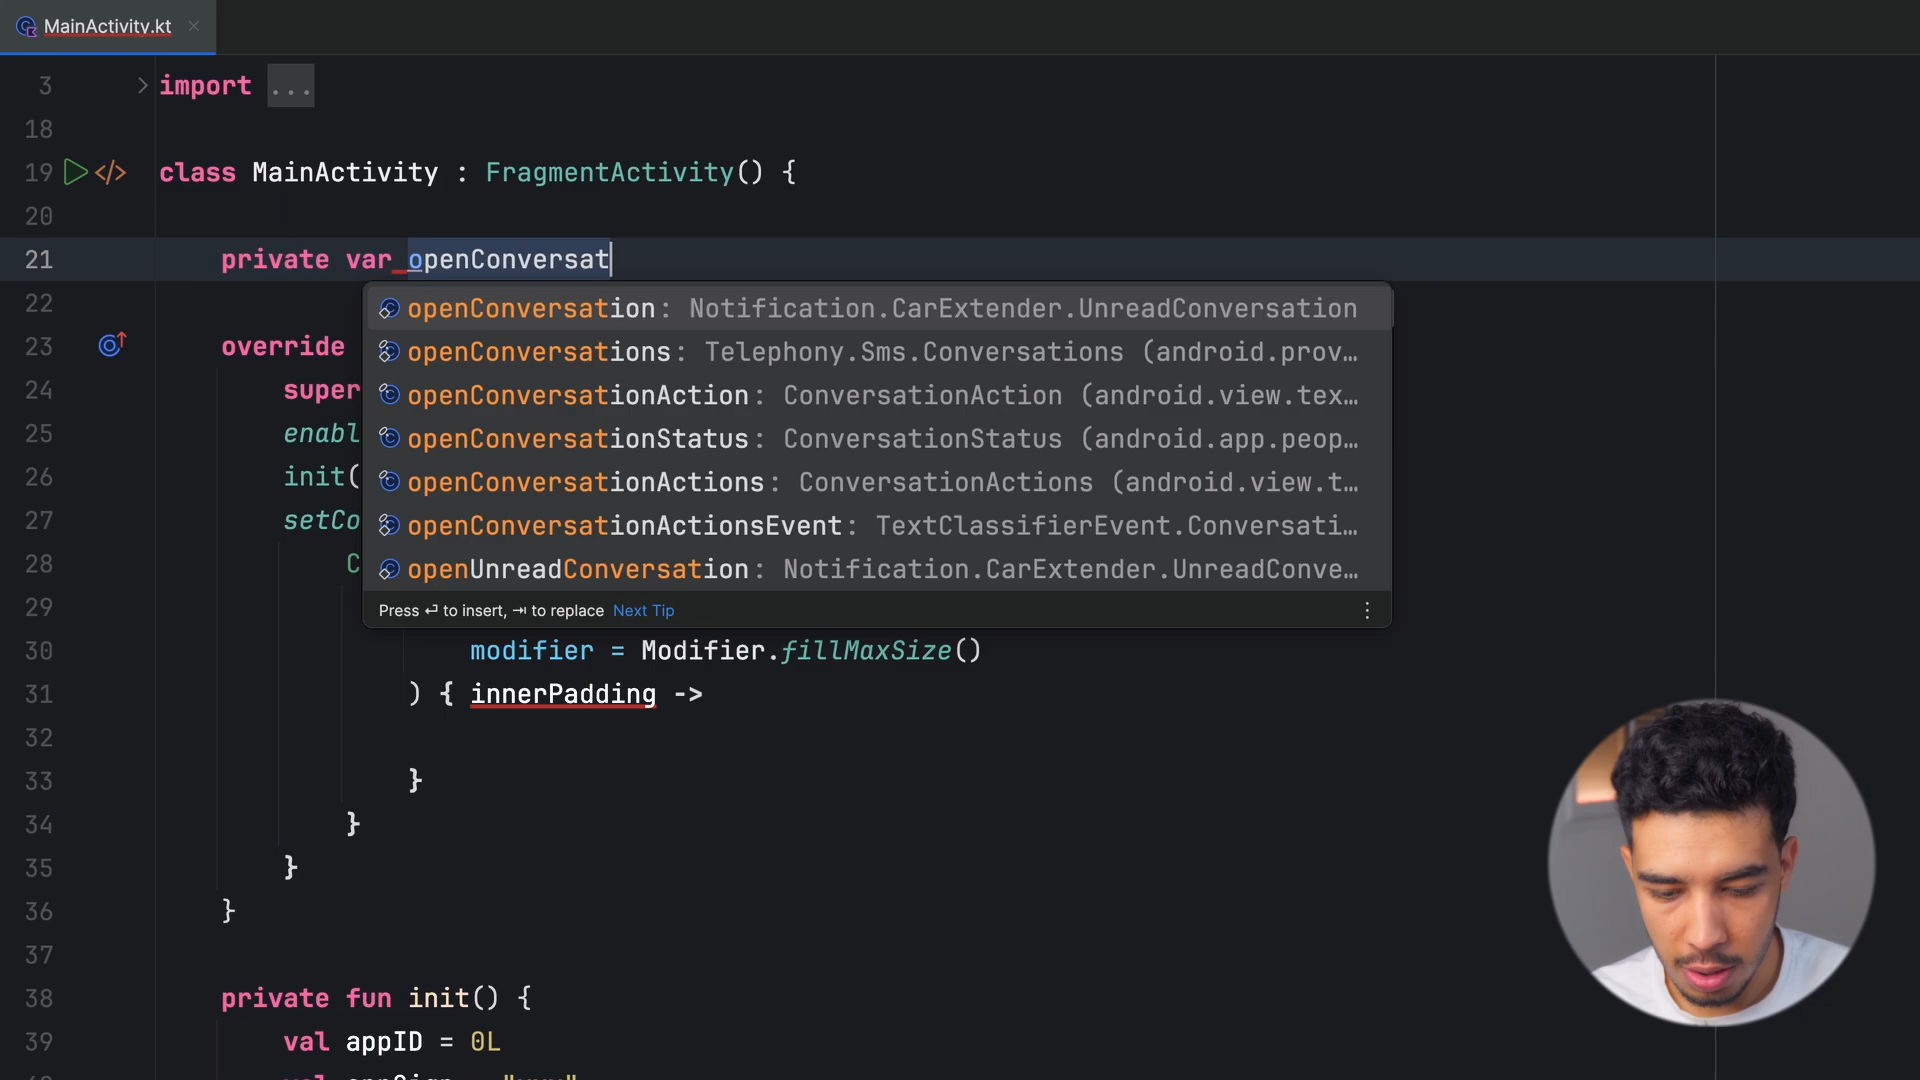 MainActivity.kt
3 import ...
18
19 class MainActivity : FragmentActivity() {
20
21 private var openConversat
22
openConversation: Notification.CarExtender.UnreadConversation
23 override
openConversations: Telephony.Sms.Conversations (android.prov…
24 super
openConversationAction: ConversationAction (android.view.tex…
25 enabl
openConversationStatus: ConversationStatus (android.app.peop…
26 init(
openConversationActions: ConversationActions (android.view.t…
27 setCo
openConversationActionsEvent: TextClassifierEvent.Conversati…
28 C
openUnreadConversation: Notification.CarExtender.UnreadConve…
29
Press ⏎ to insert, ⇥ to replace Next Tip
30 modifier = Modifier.fillMaxSize()
31 ) { innerPadding ->
32
33 }
34 }
35 }
36 }
37
38 private fun init() {
39 val appID = 0L